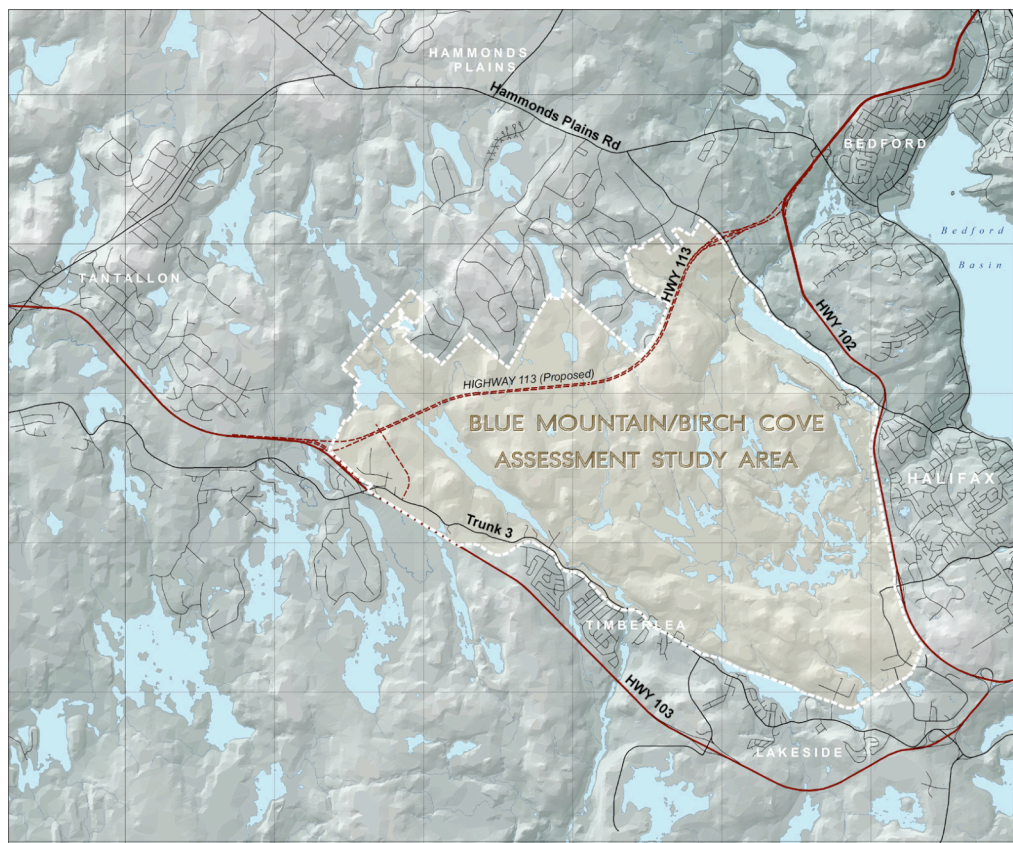 HAMMONDS
PLAINS
Hammonds Plains Rd
BEDFORD
Bedford
Basin
TANTALLON
HWY 113
HWY 102
HIGHWAY 113 (Proposed)
BLUE MOUNTAIN/BIRCH COVE
ASSESSMENT STUDY AREA
HALIFAX
Trunk 3
TIMBERLEA
HWY 103
LAKESIDE